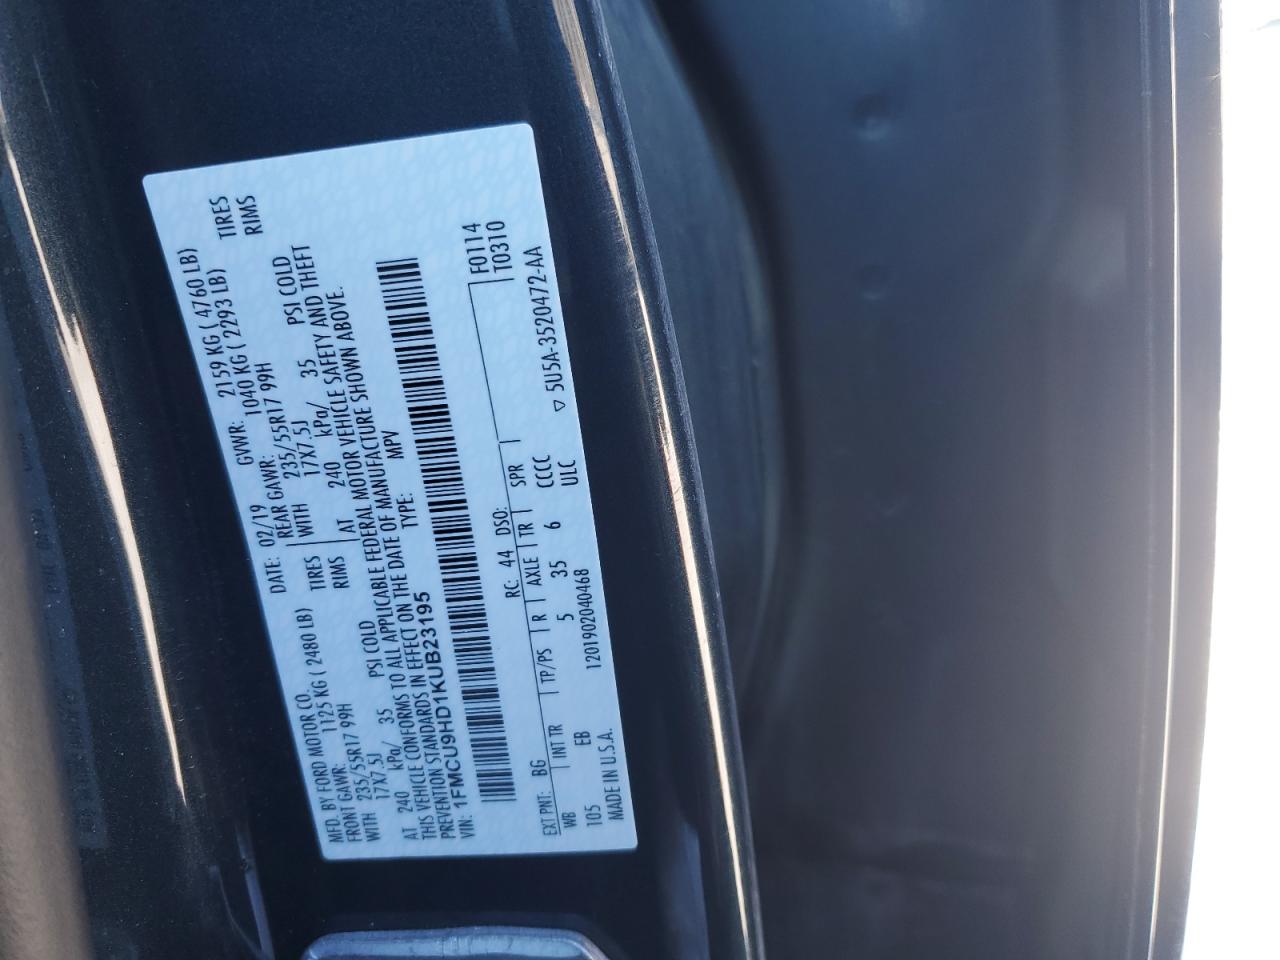 MFD. BY FORD MOTOR CO. DATE: 02/19 GVWR: 2159 KG ( 4760 LB)
FRONT GAWR: 1125 KG ( 2480 LB) REAR GAWR: 1040 KG ( 2293 LB)
WITH 235/55R17 99H TIRES WITH 235/55R17 99H TIRES
17X7.5J RIMS 17X7.5J RIMS
AT 240 kPa/ 35 PSI COLD AT 240 kPa/ 35 PSI COLD
THIS VEHICLE CONFORMS TO ALL APPLICABLE FEDERAL MOTOR VEHICLE SAFETY AND THEFT
PREVENTION STANDARDS IN EFFECT ON THE DATE OF MANUFACTURE SHOWN ABOVE.
VIN: 1FMCU9HD1KUB23195 TYPE: MPV
F0114
T0310
EXT PNT: BG RC: 44 DSO:
WB INT TR TP/PS R AXLE TR SPR
105 EB 5 35 6 CCCC
MADE IN U.S.A. 1201902040468 ULC ▽ 5U5A-3520472-AA